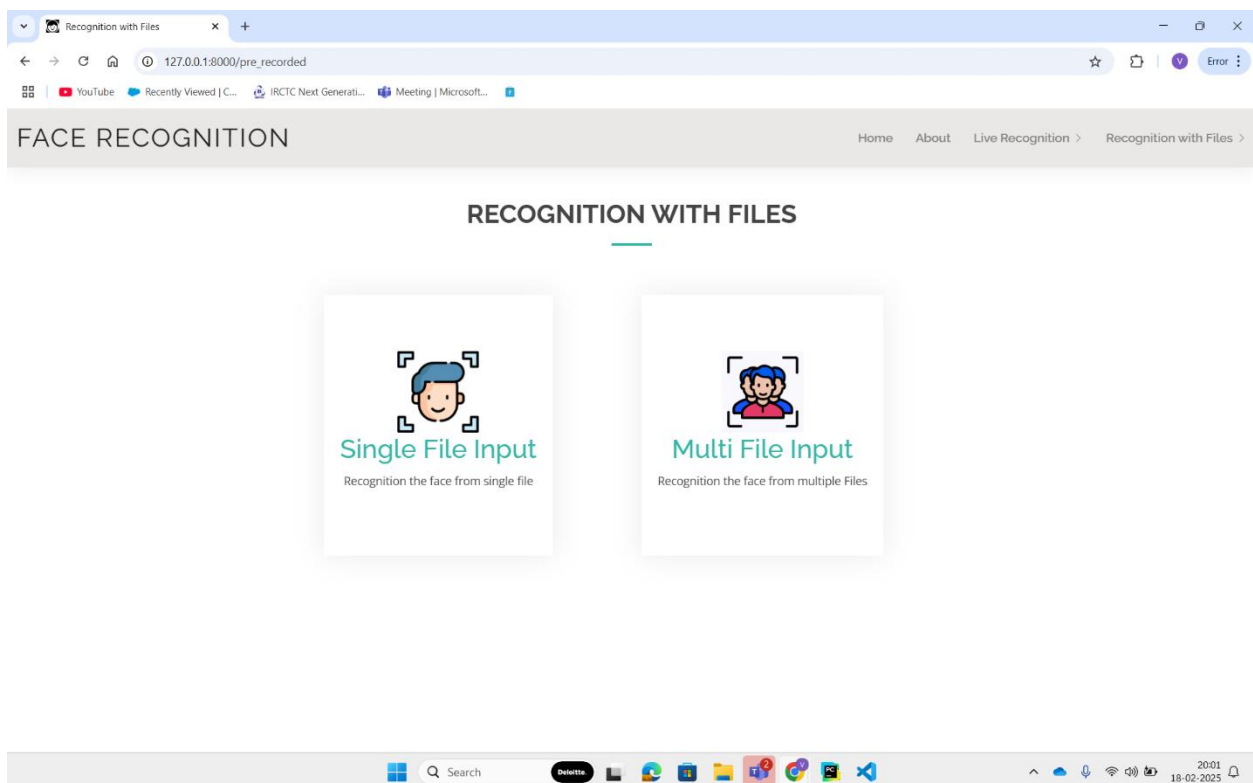 Recognition with Files
127.0.0.1:8000/pre_recorded
V
Error
YouTube
Recently Viewed | C...
IRCTC Next Generati...
Meeting | Microsoft...
FACE RECOGNITION
Home
About
Live Recognition >
Recognition with Files >
RECOGNITION WITH FILES
Single File Input
Recognition the face from single file
Multi File Input
Recognition the face from multiple Files
Search
Deloitte.
2
PC
20:01
18-02-2025